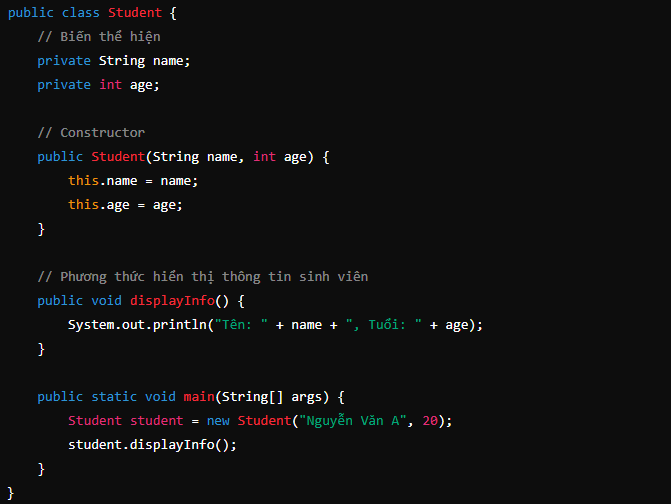 public class Student {
    // Biến thể hiện
    private String name;
    private int age;

    // Constructor
    public Student(String name, int age) {
        this.name = name;
        this.age = age;
    }

    // Phương thức hiển thị thông tin sinh viên
    public void displayInfo() {
        System.out.println("Tên: " + name + ", Tuổi: " + age);
    }

    public static void main(String[] args) {
        Student student = new Student("Nguyễn Văn A", 20);
        student.displayInfo();
    }
}